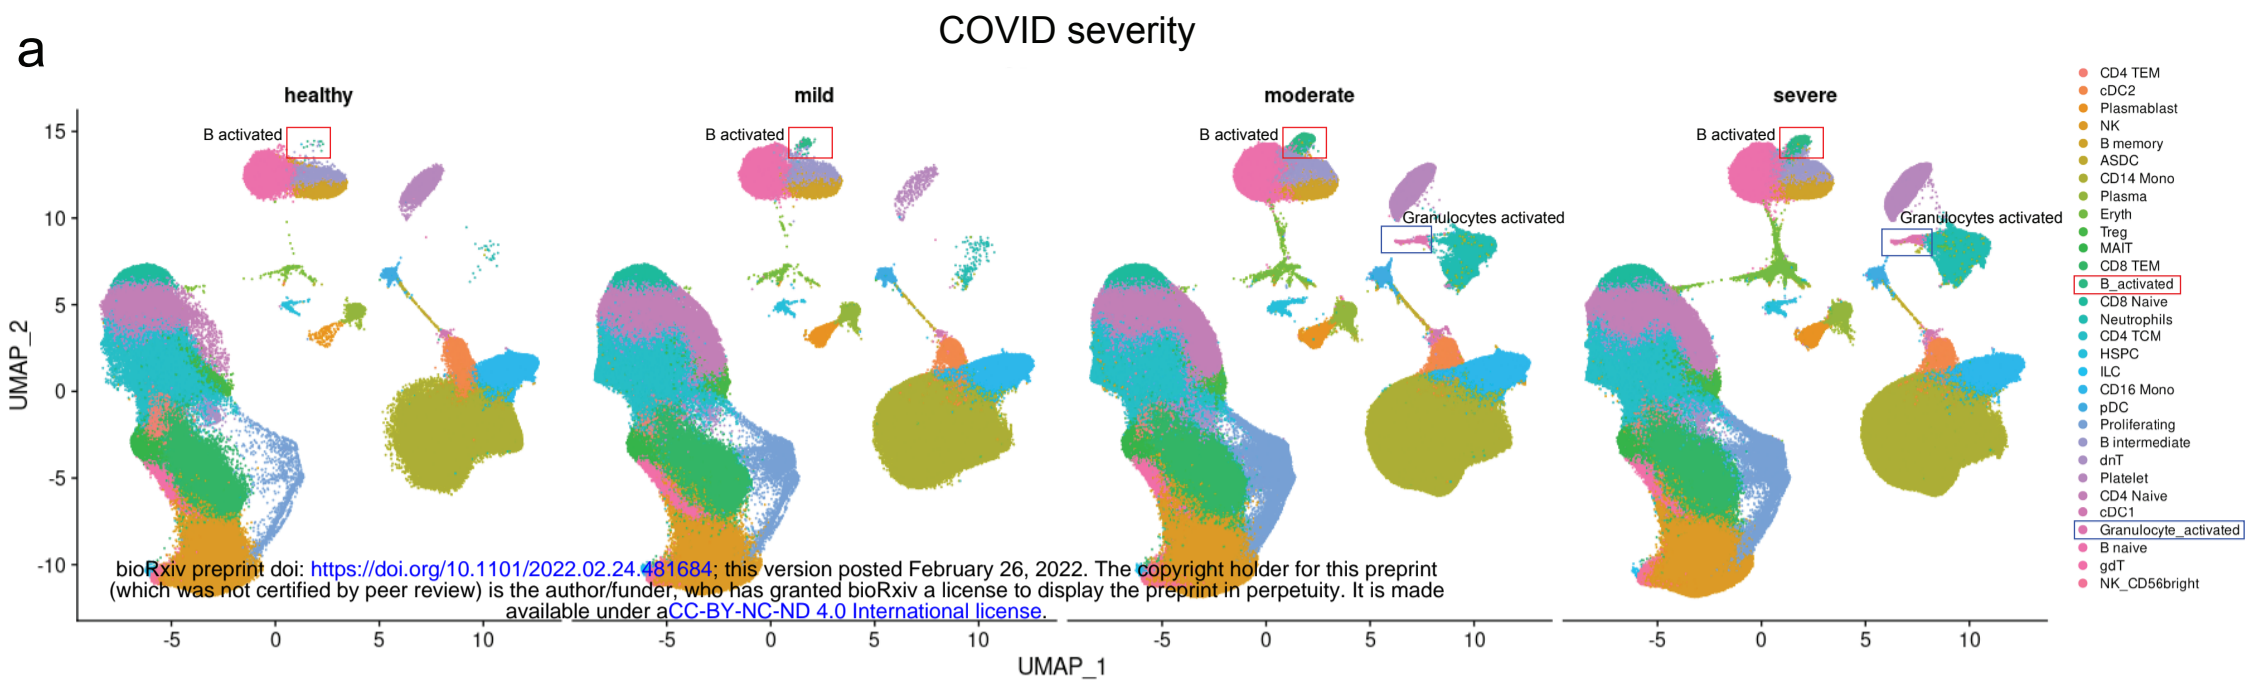 COVID severity
a
healthy
mild
moderate
severe
B activated
B activated
B activated
B activated
Granulocytes activated
Granulocytes activated
UMAP_2
15
10
5
0
-5
-10
bioRxiv preprint doi: https://doi.org/10.1101/2022.02.24.481684; this version posted February 26, 2022. The copyright holder for this preprint
(which was not certified by peer review) is the author/funder, who has granted bioRxiv a license to display the preprint in perpetuity. It is made
available under aCC-BY-NC-ND 4.0 International license.
-5 0 5 10
-5 0 5 10
-5 0 5 10
-5 0 5 10
UMAP_1
CD4 TEM
cDC2
Plasmablast
NK
B memory
ASDC
CD14 Mono
Plasma
Eryth
Treg
MAIT
CD8 TEM
B_activated
CD8 Naive
Neutrophils
CD4 TCM
HSPC
ILC
CD16 Mono
pDC
Proliferating
B intermediate
dnT
Platelet
CD4 Naive
cDC1
Granulocyte_activated
B naive
gdT
NK_CD56bright